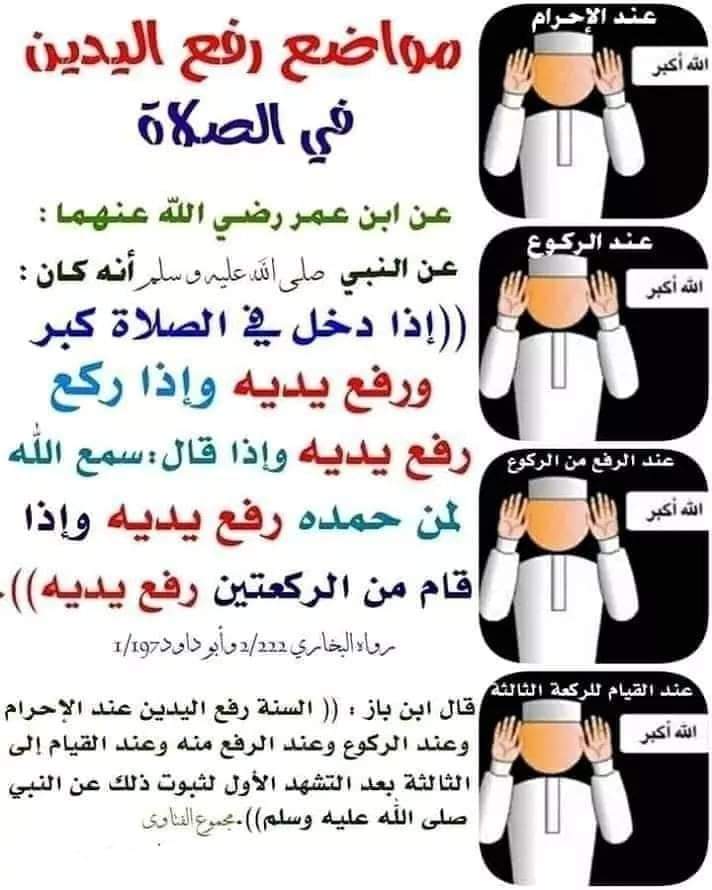 مواضع رفع اليدين
في الصلاة
عن ابن عمر رضي الله عنهما :
عن النبي صلى الله عليه وسلم أنه كان :
((إذا دخل في الصلاة كبر
ورفع يديه وإذا ركع
رفع يديه وإذا قال :سمع الله
لمن حمده رفع يديه وإذا
قام من الركعتين رفع يديه)).
رواه البخاري 2/222 وأبو داود 1/197
قال ابن باز : (( السنة رفع اليدين عند الإحرام
وعند الركوع وعند الرفع منه وعند القيام إلى
الثالثة بعد التشهد الأول لثبوت ذلك عن النبي
صلى الله عليه وسلم)).مجموع الفتاوى
عند الإحرام
الله أكبر
عند الركوع
الله أكبر
عند الرفع من الركوع
الله أكبر
عند القيام للركعة الثالثة
الله أكبر